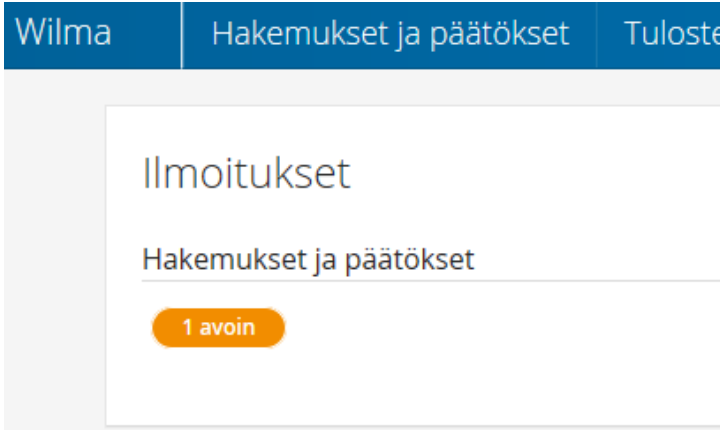 Wilma Hakemukset ja päätökset
Ilmoitukset
Hakemukset ja päätökset
1 avoin